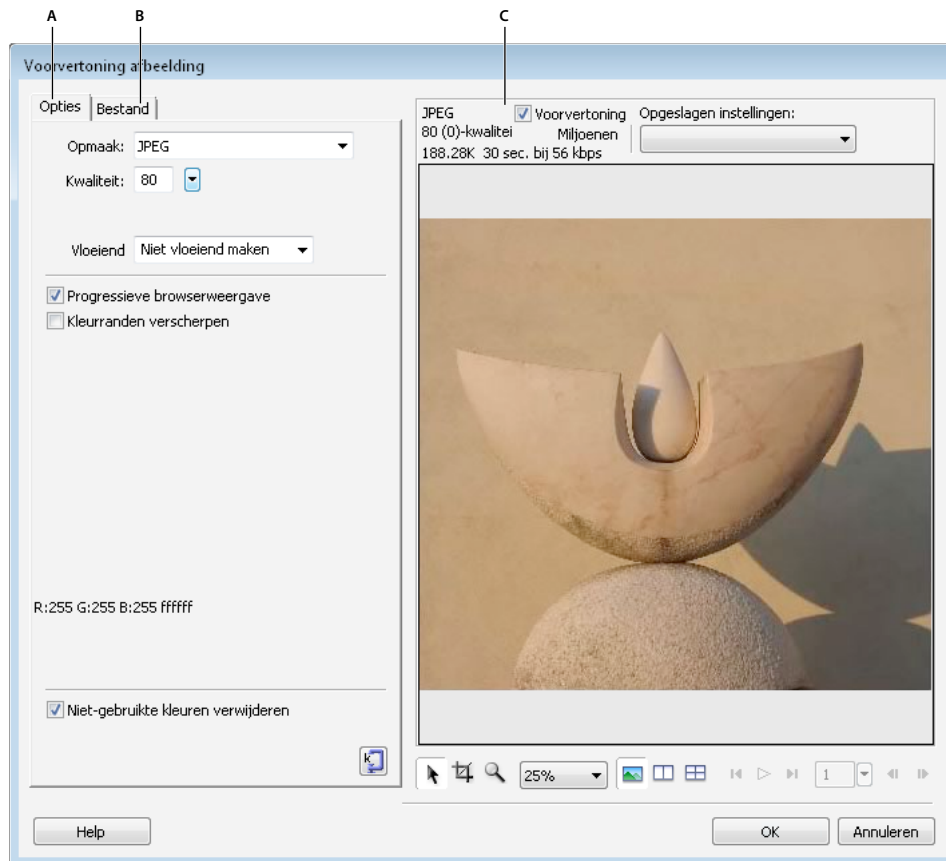 A B C
Voorvertoning afbeelding
Opties Bestand
Opmaak: JPEG
Kwaliteit: 80
Vloeiend Niet vloeiend maken
Progressieve browserweergave
Kleurranden verscherpen
R:255 G:255 B:255 ffffff
Niet-gebruikte kleuren verwijderen
JPEG Voorvertoning Opgeslagen instellingen:
80 (0)-kwalitei Miljoenen
188.28K 30 sec. bij 56 kbps
25% 1
Help OK Annuleren